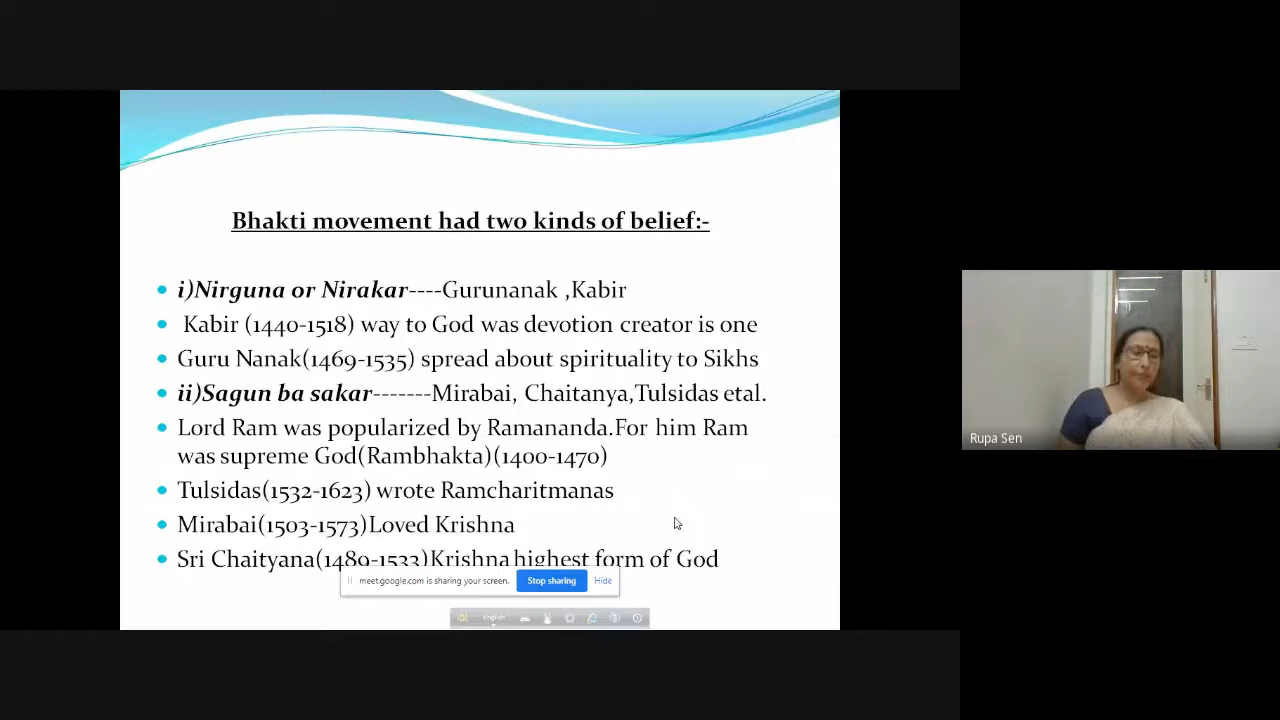 Bhakti movement had two kinds of belief:-
i)Nirguna or Nirakar----Gurunanak ,Kabir
Kabir (1440-1518) way to God was devotion creator is one
Guru Nanak(1469-1535) spread about spirituality to Sikhs
ii)Sagun ba sakar-------Mirabai, Chaitanya,Tulsidas etal.
Lord Ram was popularized by Ramananda.For him Ram
was supreme God(Rambhakta)(1400-1470)
Tulsidas(1532-1623) wrote Ramcharitmanas
Mirabai(1503-1573)Loved Krishna
Sri Chaityana(1489-1533)Krishna highest form of God
meet.google.com is sharing your screen. Stop sharing Hide
English
Rupa Sen